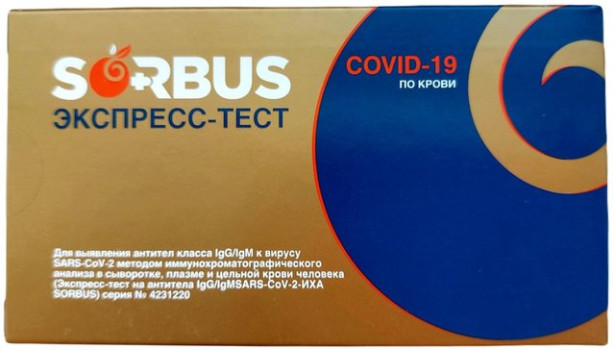 SORBUS
ЭКСПРЕСС-ТЕСТ
COVID-19
ПО КРОВИ
Для выявления антител класса IgG/IgM к вирусу
SARS-CoV-2 методом иммунохроматографического
анализа в сыворотке, плазме и цельной крови человека
(Экспресс-тест на антитела IgG/IgMSARS-CoV-2-ИХА
SORBUS) серия № 4231220